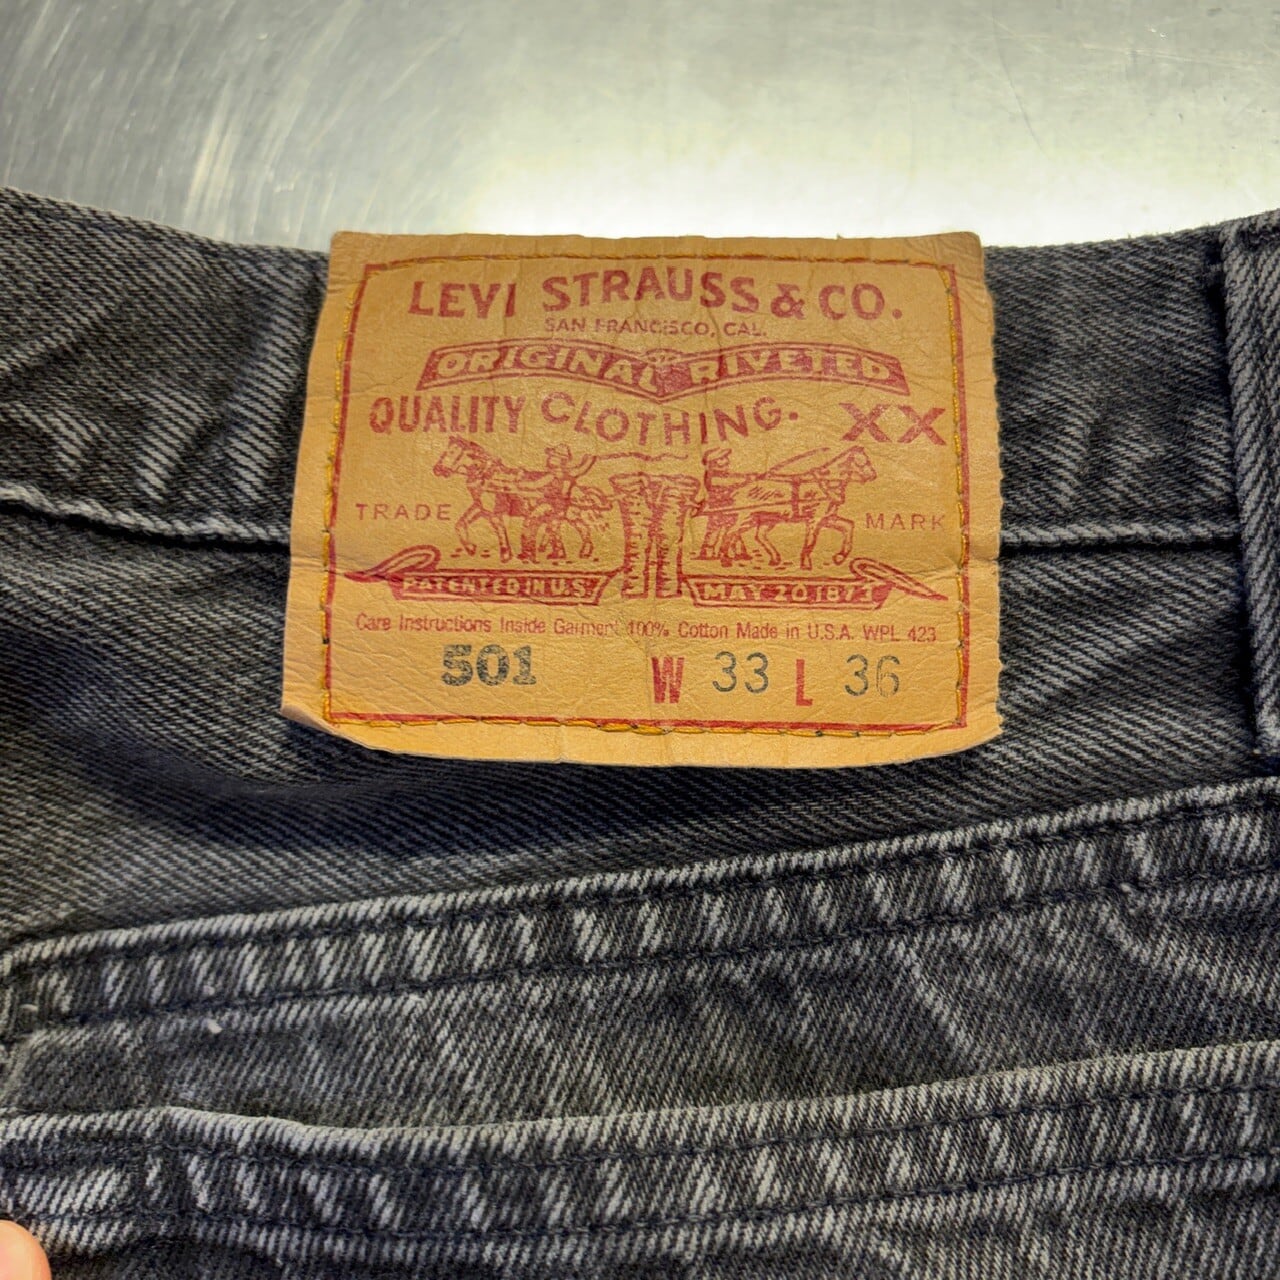 LEVI STRAUSS & CO.
SAN FRANCISCO, CAL.
ORIGINAL RIVETED
QUALITY CLOTHING. XX
TRADE MARK
PATENTED IN U.S. MAY 20, 1873
Care Instructions Inside Garment 100% Cotton Made in U.S.A. WPL 423
501 W 33 L 36